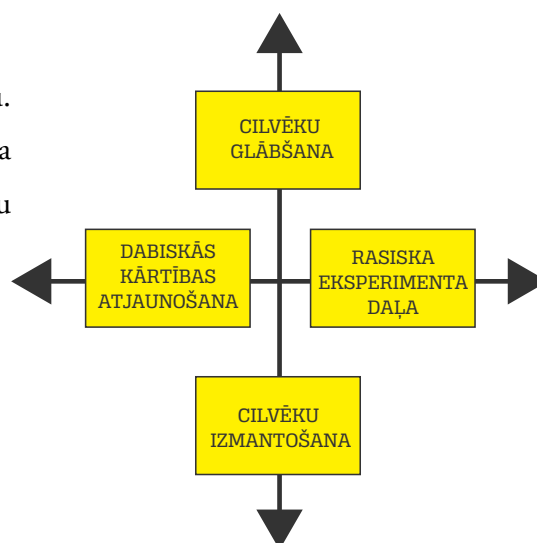 u.
a
u
CILVĒKU
GLĀBŠANA
DABISKĀS
KĀRTĪBAS
ATJAUNOŠANA
RASISKA
EKSPERIMENTA
DAĻA
CILVĒKU
IZMANTOŠANA